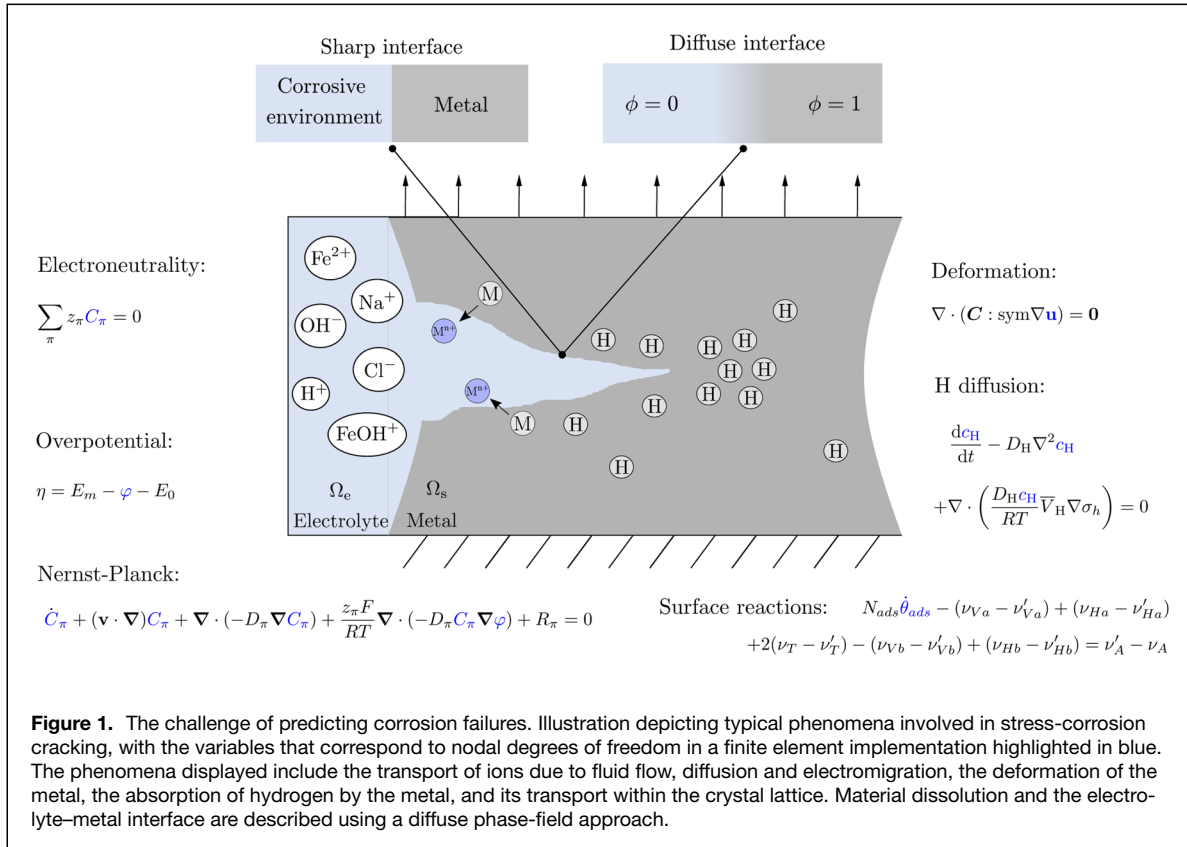 Sharp interface
Diffuse interface
Corrosive
environment
Metal
ϕ = 0
ϕ = 1
Electroneutrality:
∑_π z_π C_π = 0
Overpotential:
η = E_m − φ − E_0
Fe²⁺
Na⁺
OH⁻
Cl⁻
H⁺
FeOH⁺
M
Mⁿ⁺
Mⁿ⁺
M
H
H
H
H
H
H
H
H
H
H
H
H
H
Ω_e
Electrolyte
Ω_s
Metal
Deformation:
∇ · (C : sym∇u) = 0
H diffusion:
dc_H/dt − D_H∇²c_H
+∇ · (D_H c_H/RT V̅_H ∇σ_h) = 0
Nernst-Planck:
Ċ_π + (v · ∇)C_π + ∇ · (−D_π∇C_π) + z_πF/RT ∇ · (−D_πC_π∇φ) + R_π = 0
Surface reactions: N_ads θ̇_ads − (ν_Va − ν′_Va) + (ν_Ha − ν′_Ha)
+2(ν_T − ν′_T) − (ν_Vb − ν′_Vb) + (ν_Hb − ν′_Hb) = ν′_A − ν_A
Figure 1. The challenge of predicting corrosion failures. Illustration depicting typical phenomena involved in stress-corrosion
cracking, with the variables that correspond to nodal degrees of freedom in a finite element implementation highlighted in blue.
The phenomena displayed include the transport of ions due to fluid flow, diffusion and electromigration, the deformation of the
metal, the absorption of hydrogen by the metal, and its transport within the crystal lattice. Material dissolution and the electro-
lyte–metal interface are described using a diffuse phase-field approach.